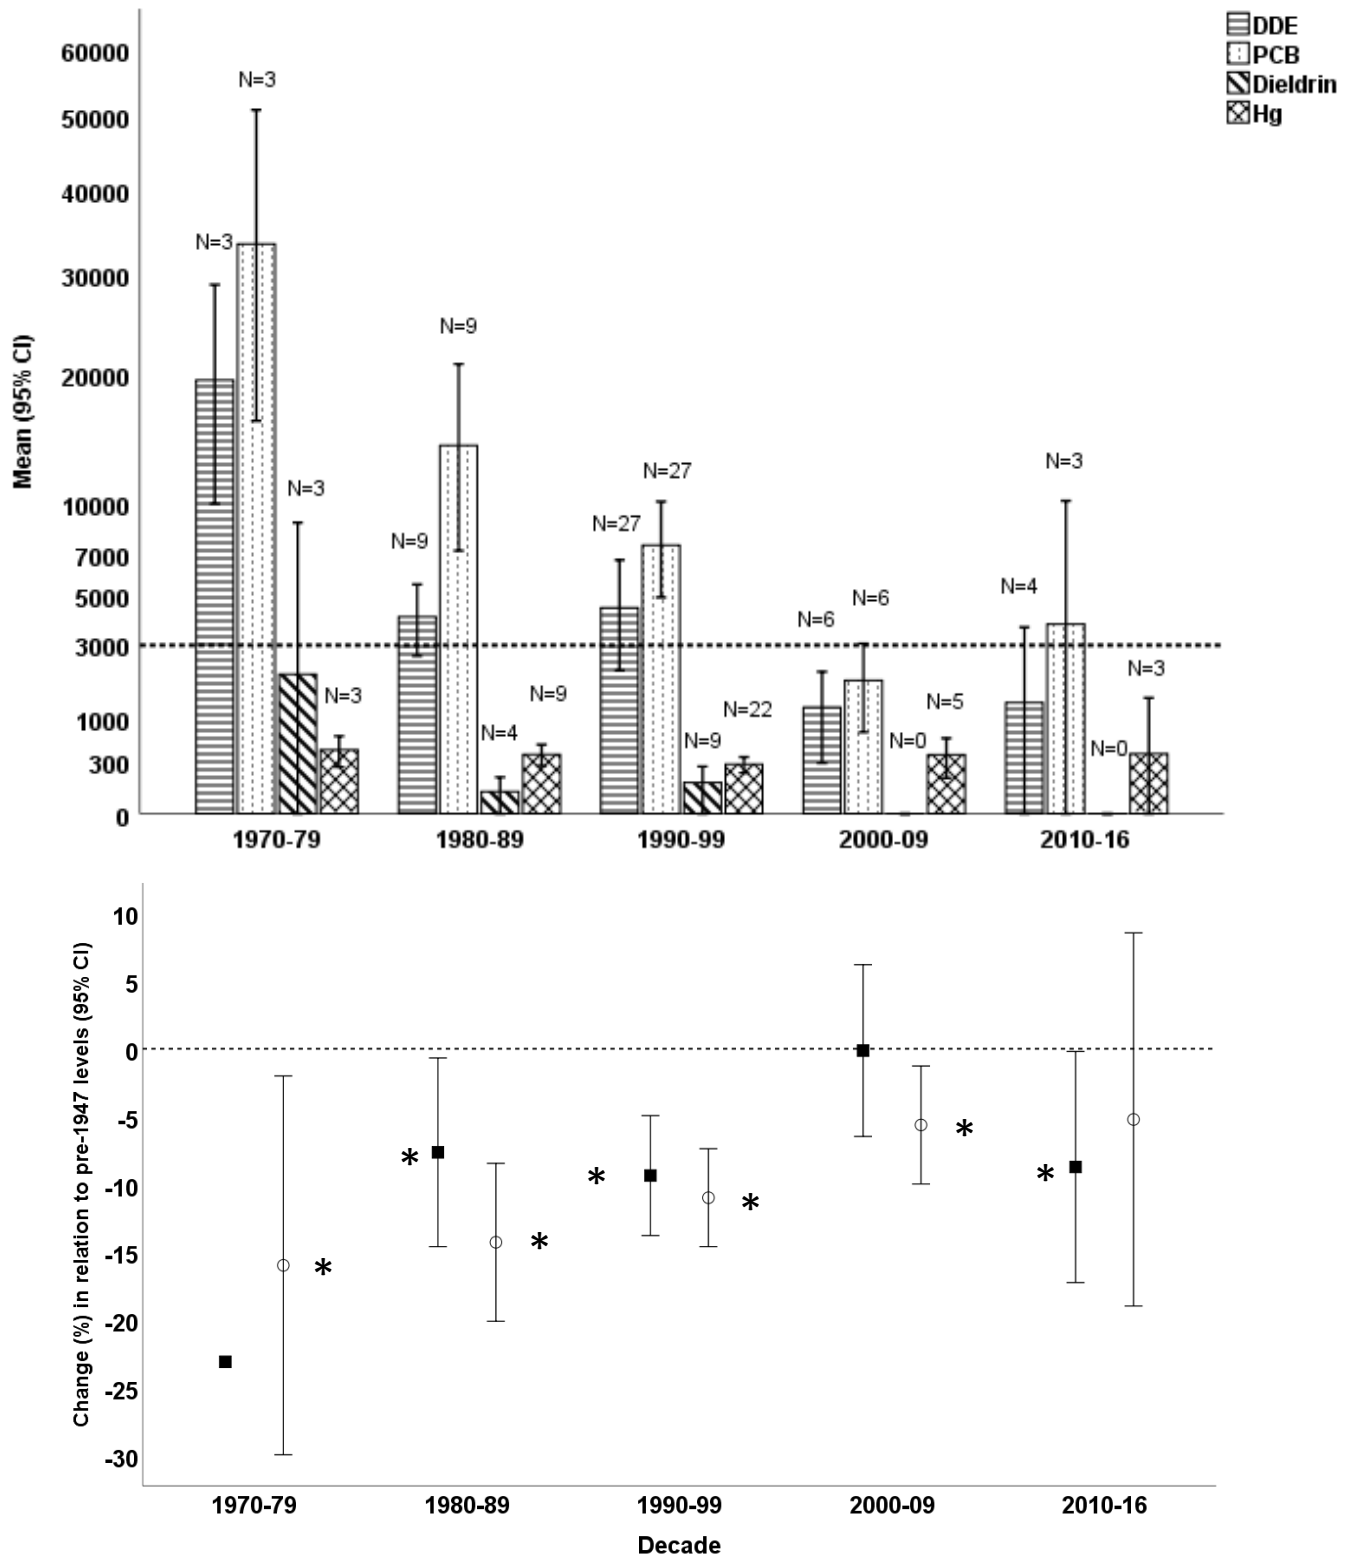 DDE
PCB
Dieldrin
Hg
Mean (95% CI)
60000
50000
40000
30000
20000
10000
7000
5000
3000
1000
300
0
N=3
N=3
N=3
N=3
N=9
N=9
N=4
N=9
N=27
N=27
N=9
N=22
N=6
N=6
N=0
N=5
N=4
N=3
N=0
N=3
1970-79 1980-89 1990-99 2000-09 2010-16
Change (%) in relation to pre-1947 levels (95% CI)
10
5
0
-5
-10
-15
-20
-25
-30
*
*
*
*
*
*
*
1970-79 1980-89 1990-99 2000-09 2010-16
Decade